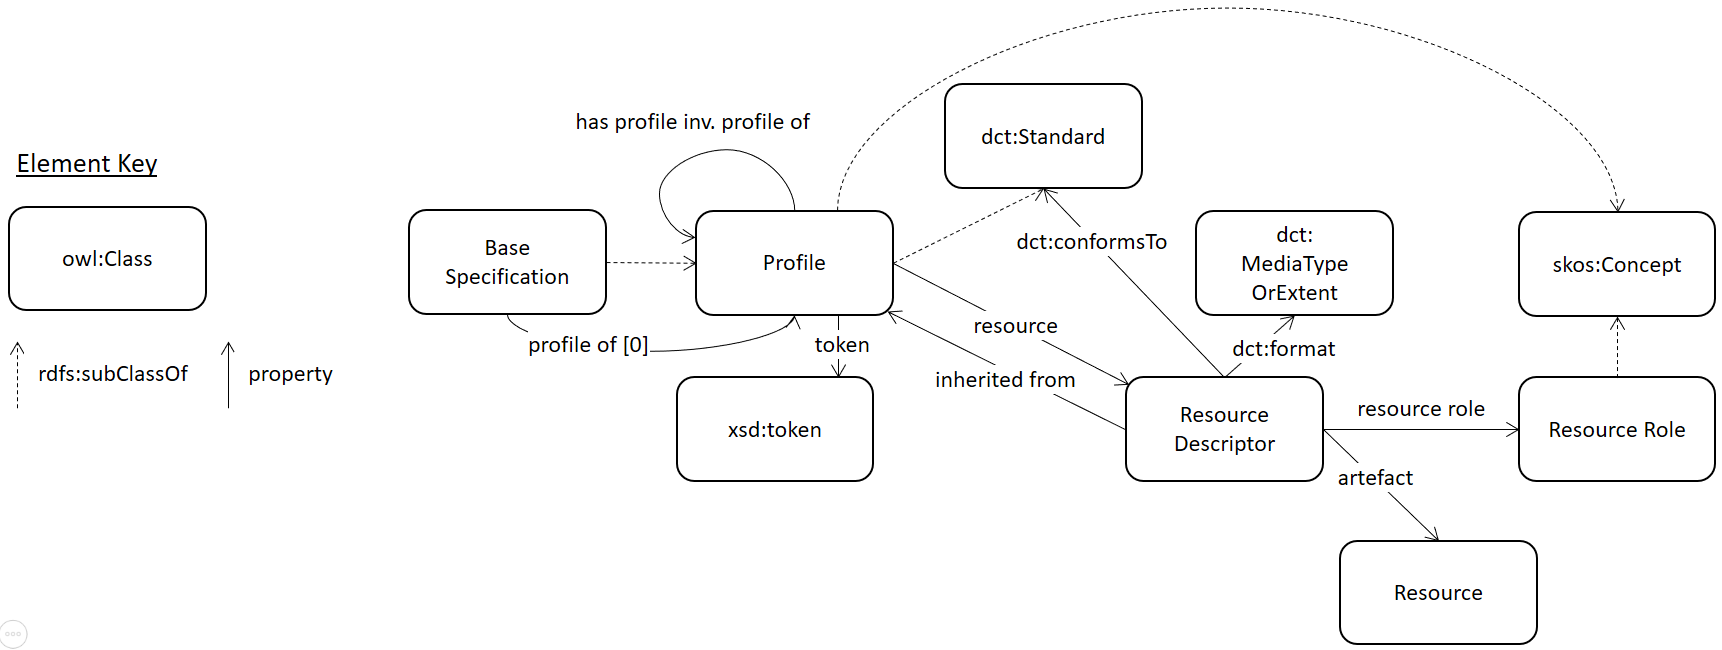 has profile inv. profile of
dct:Standard
Element Key
owl:Class
Base
Specification
Profile
dct:conformsTo
dct:
MediaType
OrExtent
skos:Concept
resource
profile of [0]
token
dct:format
rdfs:subClassOf
property
inherited from
xsd:token
Resource
Descriptor
resource role
Resource Role
artefact
Resource